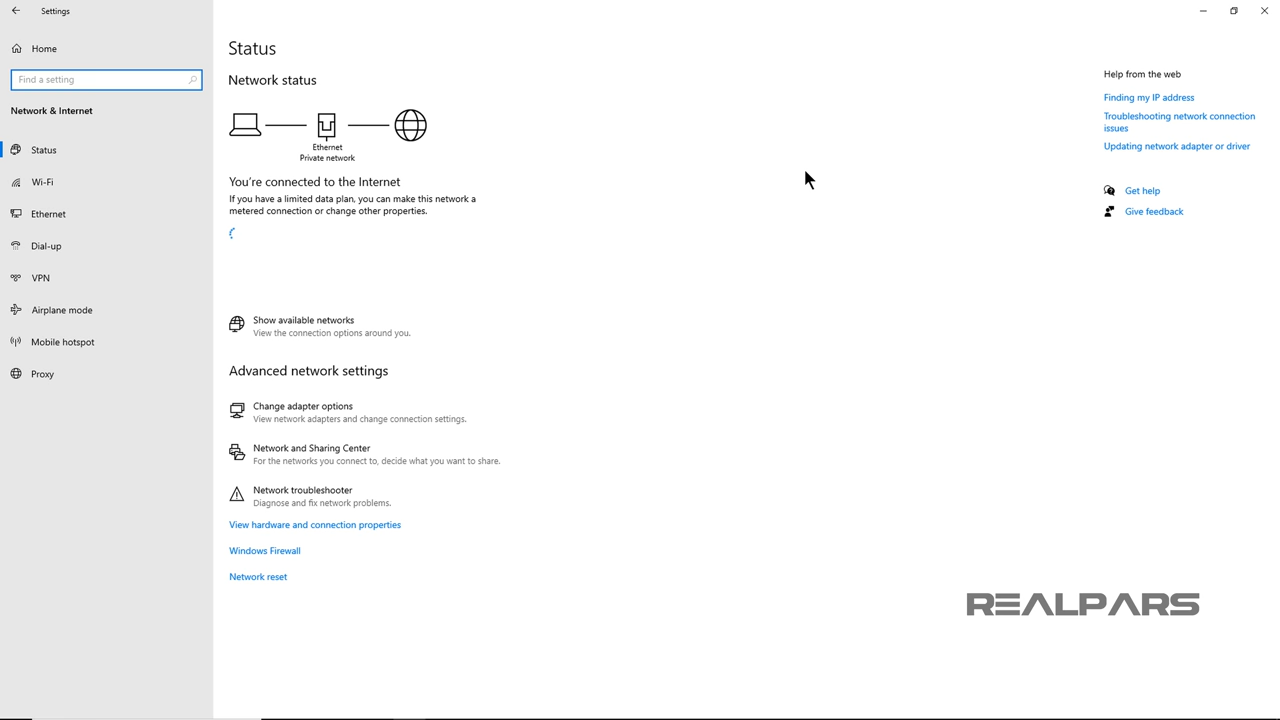 Settings
Home
Find a setting
Network & Internet
Status
Wi-Fi
Ethernet
Dial-up
VPN
Airplane mode
Mobile hotspot
Proxy
Status
Network status
Ethernet
Private network
You're connected to the Internet
If you have a limited data plan, you can make this network a
metered connection or change other properties.
Show available networks
View the connection options around you.
Advanced network settings
Change adapter options
View network adapters and change connection settings.
Network and Sharing Center
For the networks you connect to, decide what you want to share.
Network troubleshooter
Diagnose and fix network problems.
View hardware and connection properties
Windows Firewall
Network reset
Help from the web
Finding my IP address
Troubleshooting network connection
issues
Updating network adapter or driver
Get help
Give feedback
REALPARS